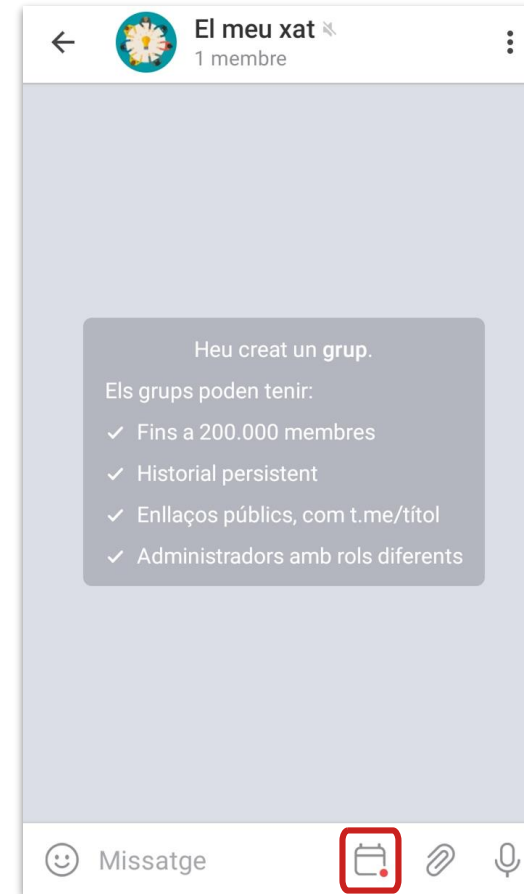 El meu xat
1 membre
Heu creat un grup.
Els grups poden tenir:
Fins a 200.000 membres
Historial persistent
Enllaços públics, com t.me/títol
Administradors amb rols diferents
Missatge